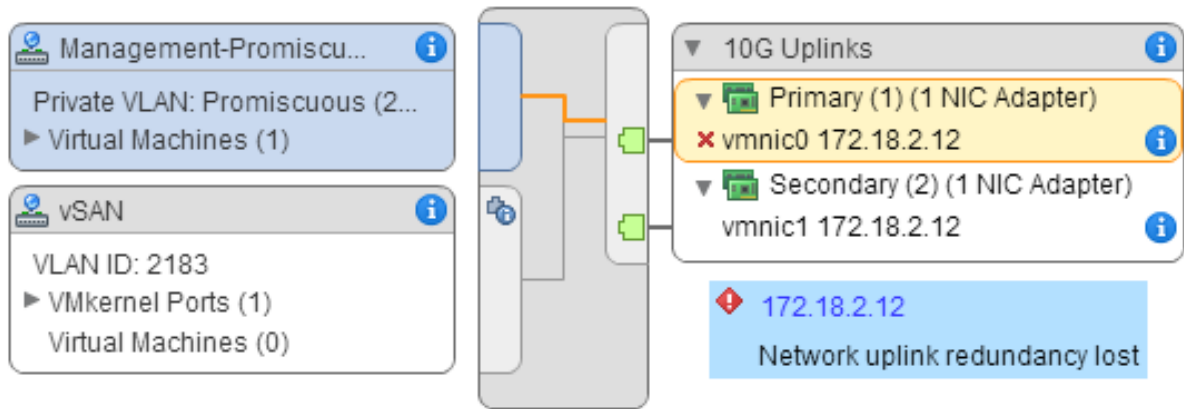 Management-Promiscu...
Private VLAN: Promiscuous (2...
Virtual Machines (1)
vSAN
VLAN ID: 2183
VMkernel Ports (1)
Virtual Machines (0)
10G Uplinks
Primary (1) (1 NIC Adapter)
vmnic0 172.18.2.12
Secondary (2) (1 NIC Adapter)
vmnic1 172.18.2.12
172.18.2.12
Network uplink redundancy lost